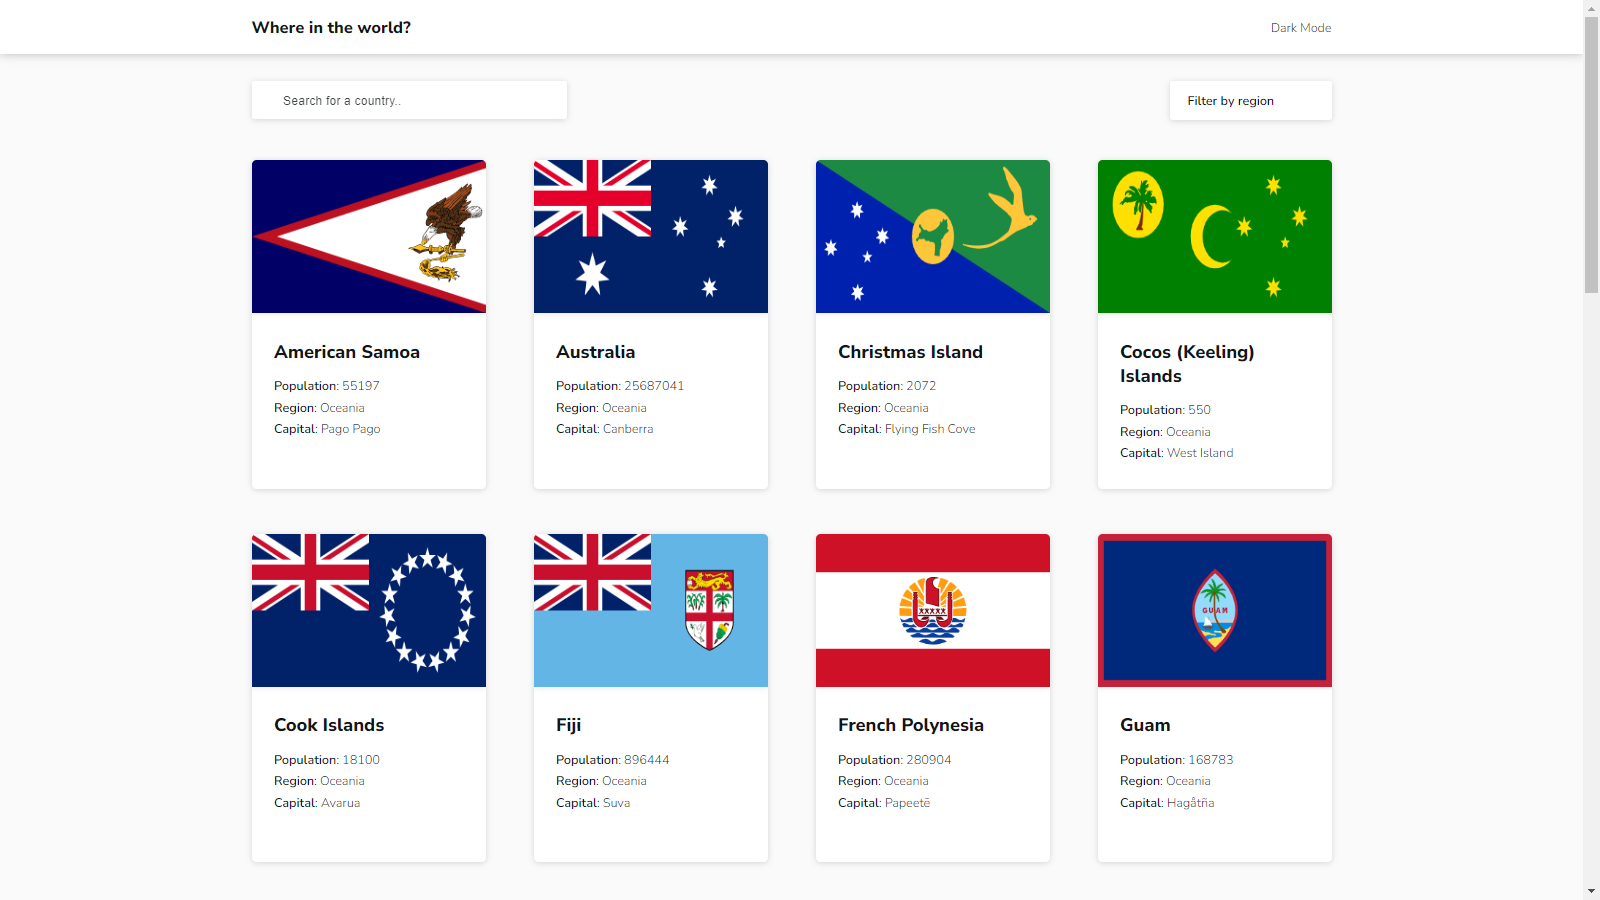 Where in the world?
Dark Mode
Search for a country..
Filter by region
American Samoa
Population: 55197
Region: Oceania
Capital: Pago Pago
Australia
Population: 25687041
Region: Oceania
Capital: Canberra
Christmas Island
Population: 2072
Region: Oceania
Capital: Flying Fish Cove
Cocos (Keeling)
Islands
Population: 550
Region: Oceania
Capital: West Island
Cook Islands
Population: 18100
Region: Oceania
Capital: Avarua
Fiji
Population: 896444
Region: Oceania
Capital: Suva
French Polynesia
Population: 280904
Region: Oceania
Capital: Papeetē
GUAM
Guam
Population: 168783
Region: Oceania
Capital: Hagåtña